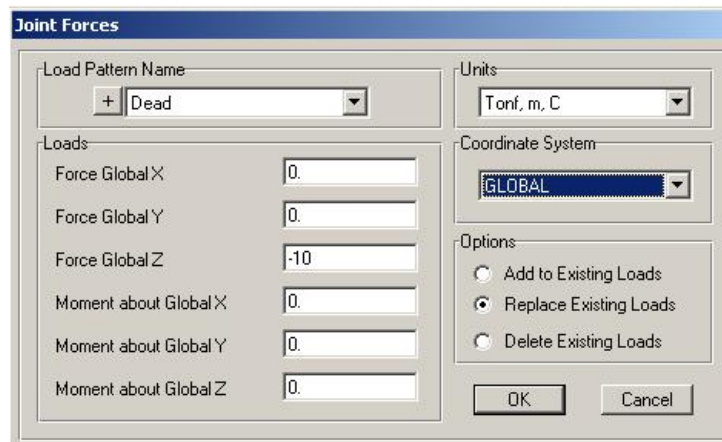 Joint Forces
Load Pattern Name
+ Dead
Units
Tonf, m, C
Loads
Force Global X 0.
Force Global Y 0.
Force Global Z -10
Moment about Global X 0.
Moment about Global Y 0.
Moment about Global Z 0.
Coordinate System
GLOBAL
Options
Add to Existing Loads
Replace Existing Loads
Delete Existing Loads
OK Cancel